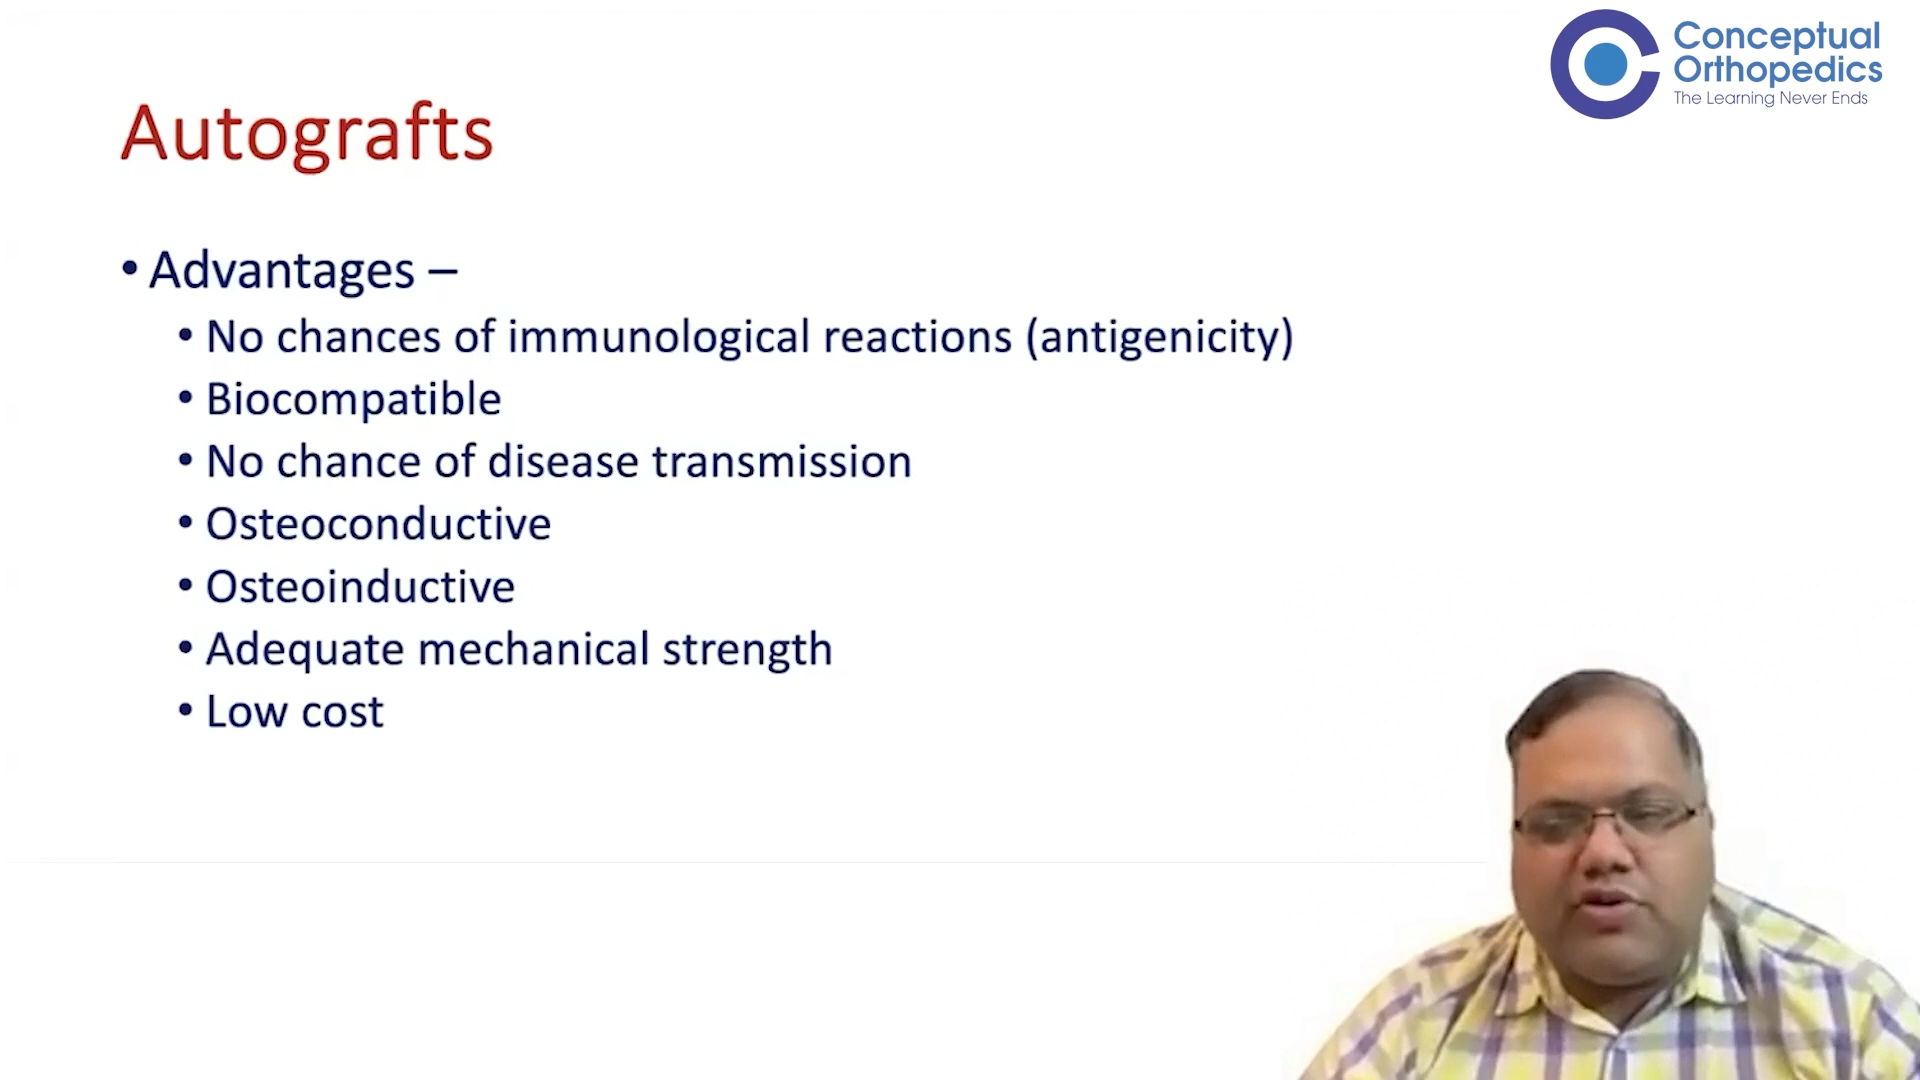 Conceptual
Orthopedics
The Learning Never Ends
Autografts
• Advantages –
• No chances of immunological reactions (antigenicity)
• Biocompatible
• No chance of disease transmission
• Osteoconductive
• Osteoinductive
• Adequate mechanical strength
• Low cost